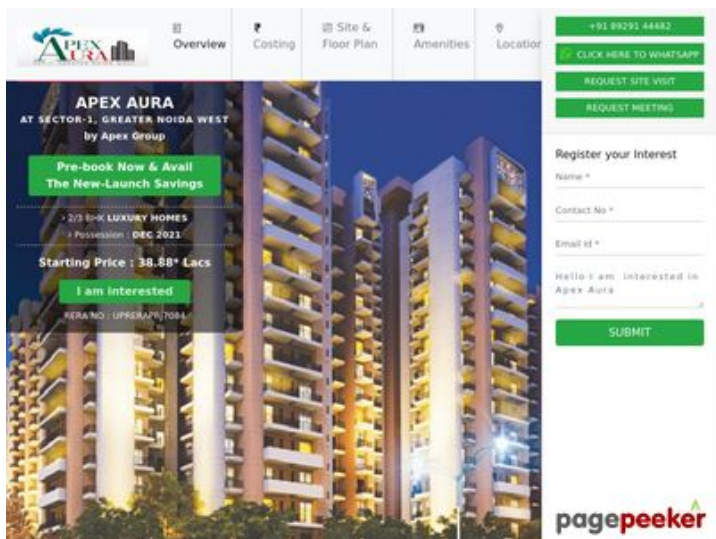 APEX AURA
Overview
Costing
Site &
Floor Plan
Amenities
Location
+91 89291 44482
CLICK HERE TO WHATSAPP
REQUEST SITE VISIT
REQUEST MEETING
APEX AURA
AT SECTOR-1, GREATER NOIDA WEST
by Apex Group
Pre-book Now & Avail
The New-Launch Savings
› 2/3 BHK LUXURY HOMES
› Possession : DEC 2021
Starting Price : 38.88* Lacs
I am interested
RERA NO : UPRERAPRJ7084
Register your Interest
Name *
Contact No *
Email Id *
Hello I am interested in
Apex Aura
SUBMIT
pagepeeker